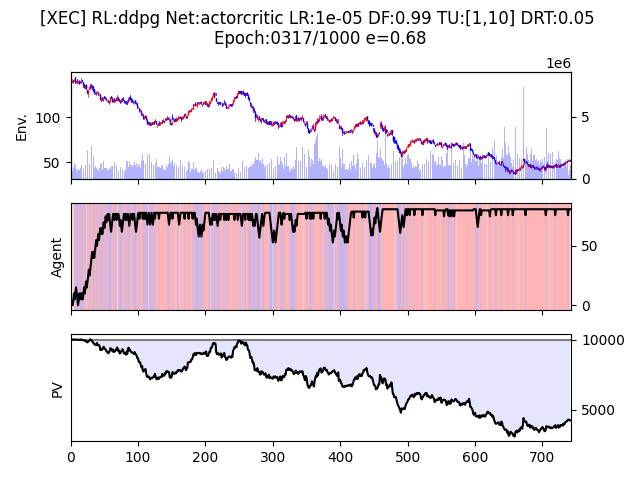 [XEC] RL:ddpg Net:actorcritic LR:1e-05 DF:0.99 TU:[1,10] DRT:0.05
Epoch:0317/1000 e=0.68
1e6
Env.
100
50
5
0
Agent
50
0
PV
10000
5000
0 100 200 300 400 500 600 700